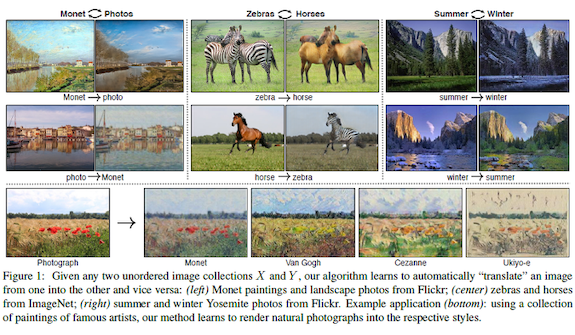 Monet Photos
Zebras Horses
Summer Winter
Monet → photo
zebra → horse
summer → winter
photo → Monet
horse → zebra
winter → summer
Photograph
Monet
Van Gogh
Cezanne
Ukiyo-e
Figure 1: Given any two unordered image collections X and Y, our algorithm learns to automatically “translate” an image
from one into the other and vice versa: (left) Monet paintings and landscape photos from Flickr; (center) zebras and horses
from ImageNet; (right) summer and winter Yosemite photos from Flickr. Example application (bottom): using a collection
of paintings of famous artists, our method learns to render natural photographs into the respective styles.